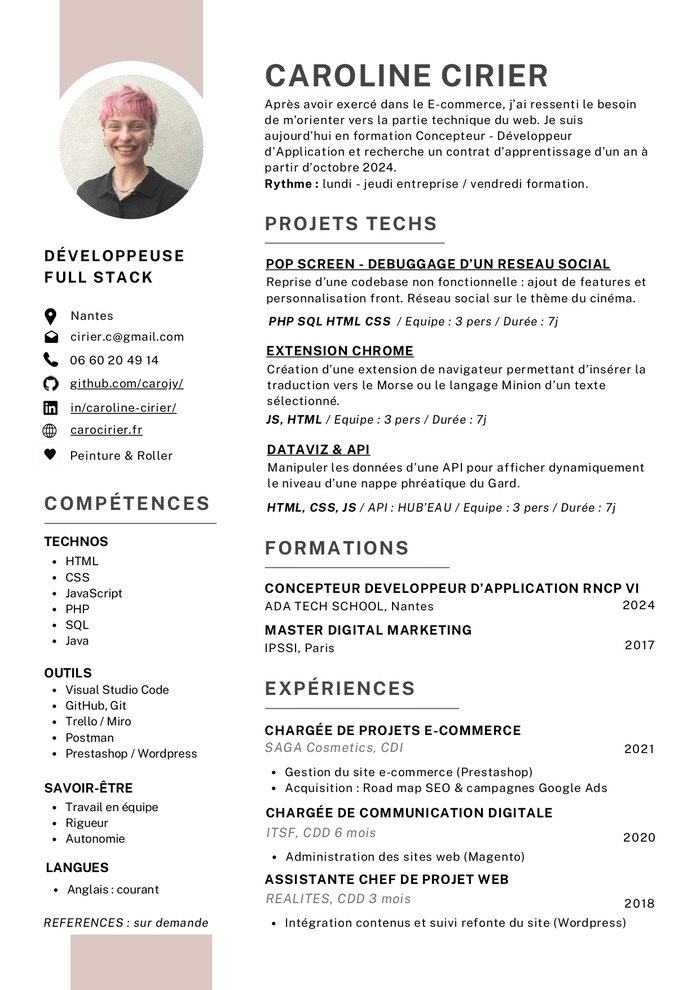 CAROLINE CIRIER
Après avoir exercé dans le E-commerce, j'ai ressenti le besoin
de m'orienter vers la partie technique du web. Je suis
aujourd'hui en formation Concepteur - Développeur
d'Application et recherche un contrat d'apprentissage d'un an à
partir d'octobre 2024.
Rythme : lundi - jeudi entreprise / vendredi formation.
DÉVELOPPEUSE
FULL STACK
Nantes
cirier.c@gmail.com
06 60 20 49 14
github.com/carojy/
in/caroline-cirier/
carocirier.fr
Peinture & Roller
COMPÉTENCES
TECHNOS
• HTML
• CSS
• JavaScript
• PHP
• SQL
• Java
OUTILS
• Visual Studio Code
• GitHub, Git
• Trello / Miro
• Postman
• Prestashop / Wordpress
SAVOIR-ÊTRE
• Travail en équipe
• Rigueur
• Autonomie
LANGUES
• Anglais : courant
REFERENCES : sur demande
PROJETS TECHS
POP SCREEN - DEBUGGAGE D'UN RESEAU SOCIAL
Reprise d'une codebase non fonctionnelle : ajout de features et
personnalisation front. Réseau social sur le thème du cinéma.
PHP SQL HTML CSS / Equipe : 3 pers / Durée : 7j
EXTENSION CHROME
Création d'une extension de navigateur permettant d'insérer la
traduction vers le Morse ou le langage Minion d'un texte
sélectionné.
JS, HTML / Equipe : 3 pers / Durée : 7j
DATAVIZ & API
Manipuler les données d'une API pour afficher dynamiquement
le niveau d'une nappe phréatique du Gard.
HTML, CSS, JS / API : HUB'EAU / Equipe : 3 pers / Durée : 7j
FORMATIONS
CONCEPTEUR DEVELOPPEUR D'APPLICATION RNCP VI
ADA TECH SCHOOL, Nantes 2024
MASTER DIGITAL MARKETING
IPSSI, Paris 2017
EXPÉRIENCES
CHARGÉE DE PROJETS E-COMMERCE
SAGA Cosmetics, CDI 2021
• Gestion du site e-commerce (Prestashop)
• Acquisition : Road map SEO & campagnes Google Ads
CHARGÉE DE COMMUNICATION DIGITALE
ITSF, CDD 6 mois 2020
• Administration des sites web (Magento)
ASSISTANTE CHEF DE PROJET WEB
REALITES, CDD 3 mois 2018
• Intégration contenus et suivi refonte du site (Wordpress)